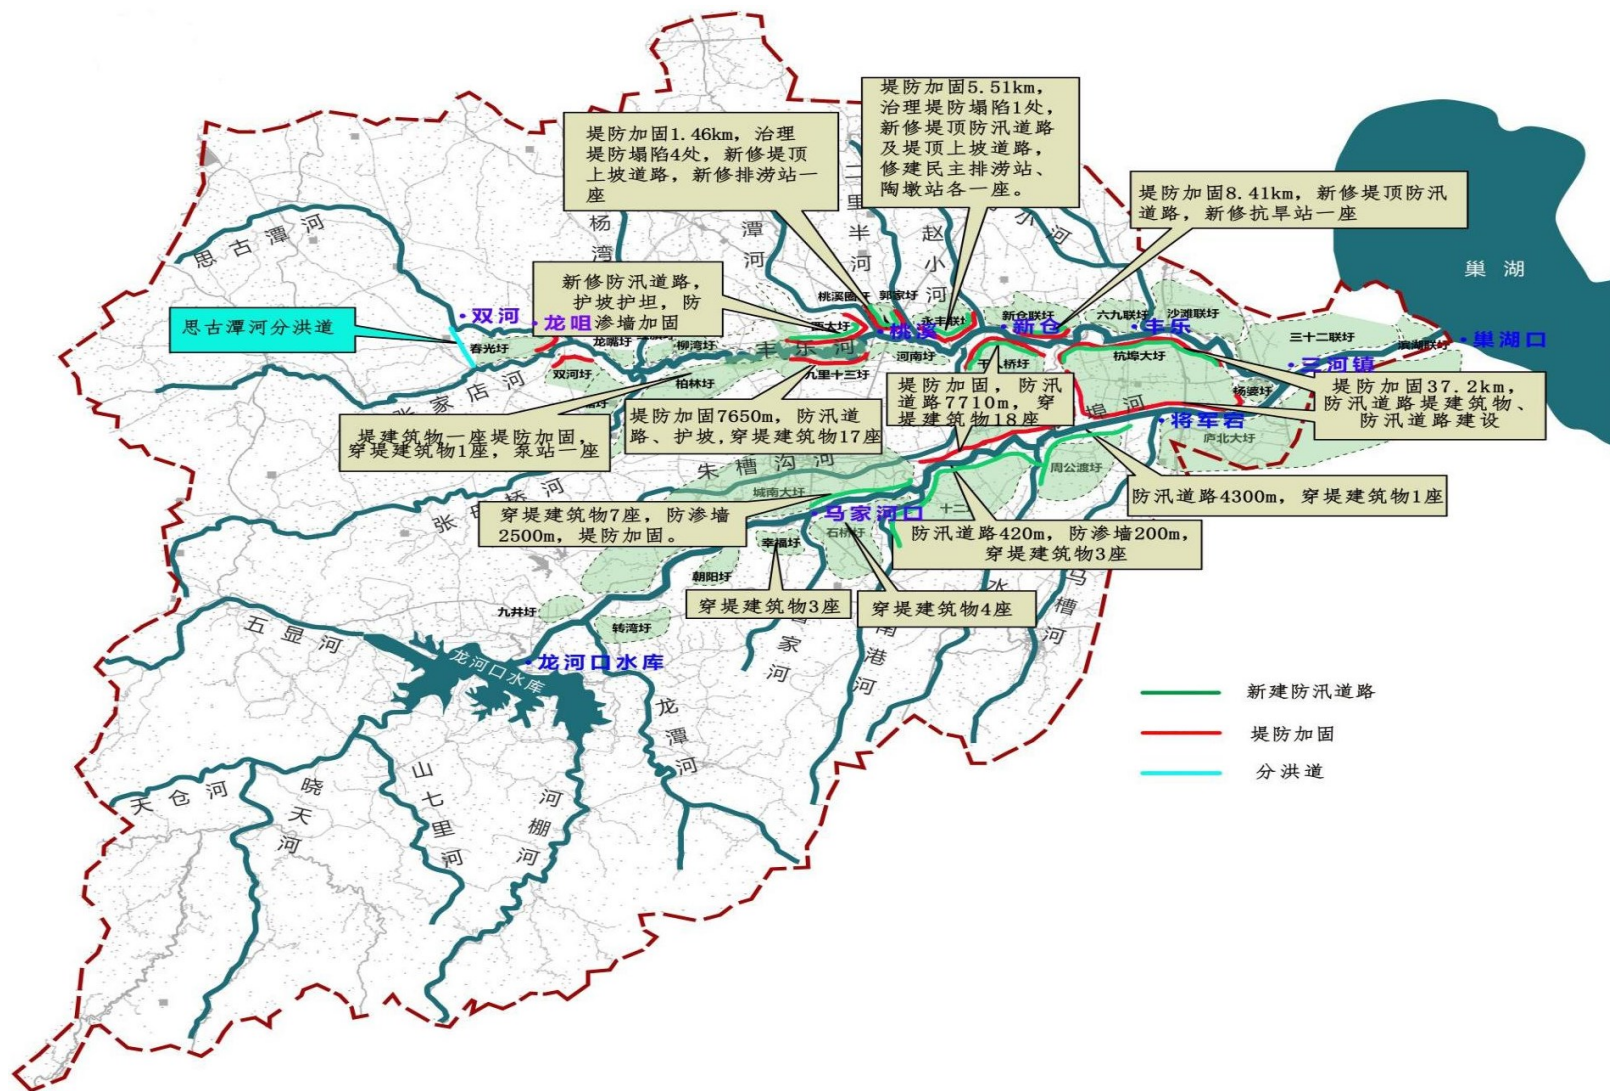 堤防加固5.51km，
治理堤防塌陷1处，
新修堤顶防汛道路
及堤顶上坡道路，
修建民主排涝站、
陶墩站各一座。
堤防加固1.46km，治理
堤防塌陷4处，新修堤顶
上坡道路，新修排涝站一
座
堤防加固8.41km，新修堤顶防汛
道路，新修抗旱站一座
思古潭河
杨湾
潭河
里半河
赵小河
小河
巢湖
新修防汛道路，
护坡护坦，防
渗墙加固
思古潭河分洪道
双河
龙咀
桃溪圈圩
郭家圩
永丰联圩
新仓联圩
六九联圩
沙滩联圩
三十二联圩
滨湖联圩
巢湖口
桃溪
新仓
丰乐
三河镇
春光圩
龙嘴圩
柳湾圩
丰乐河
河南圩
杭埠大圩
杨婆圩
双河圩
柏林圩
九里十三圩
张家店河
堤建筑物一座堤防加固，
穿堤建筑物1座，泵站一座
堤防加固7650m，防汛道
路、护坡，穿堤建筑物17座
堤防加固，防汛
道路7710m，穿
堤建筑物18座
堤防加固37.2km，
防汛道路堤建筑物、
防汛道路建设
埠河
将军岩
庐北大圩
朱槽沟河
周公渡圩
城南大圩
防汛道路4300m，穿堤建筑物1座
穿堤建筑物7座，防渗墙
2500m，堤防加固。
马家河口
石桥圩
十二
防汛道路420m，防渗墙200m，
穿堤建筑物3座
幸福圩
朝阳圩
穿堤建筑物3座
穿堤建筑物4座
九井圩
转湾圩
五显河
龙河口水库
龙河口水库
家河
南港河
水
马槽河
龙潭河
新建防汛道路
堤防加固
分洪道
天仓河
晓天河
山七里河
河棚河